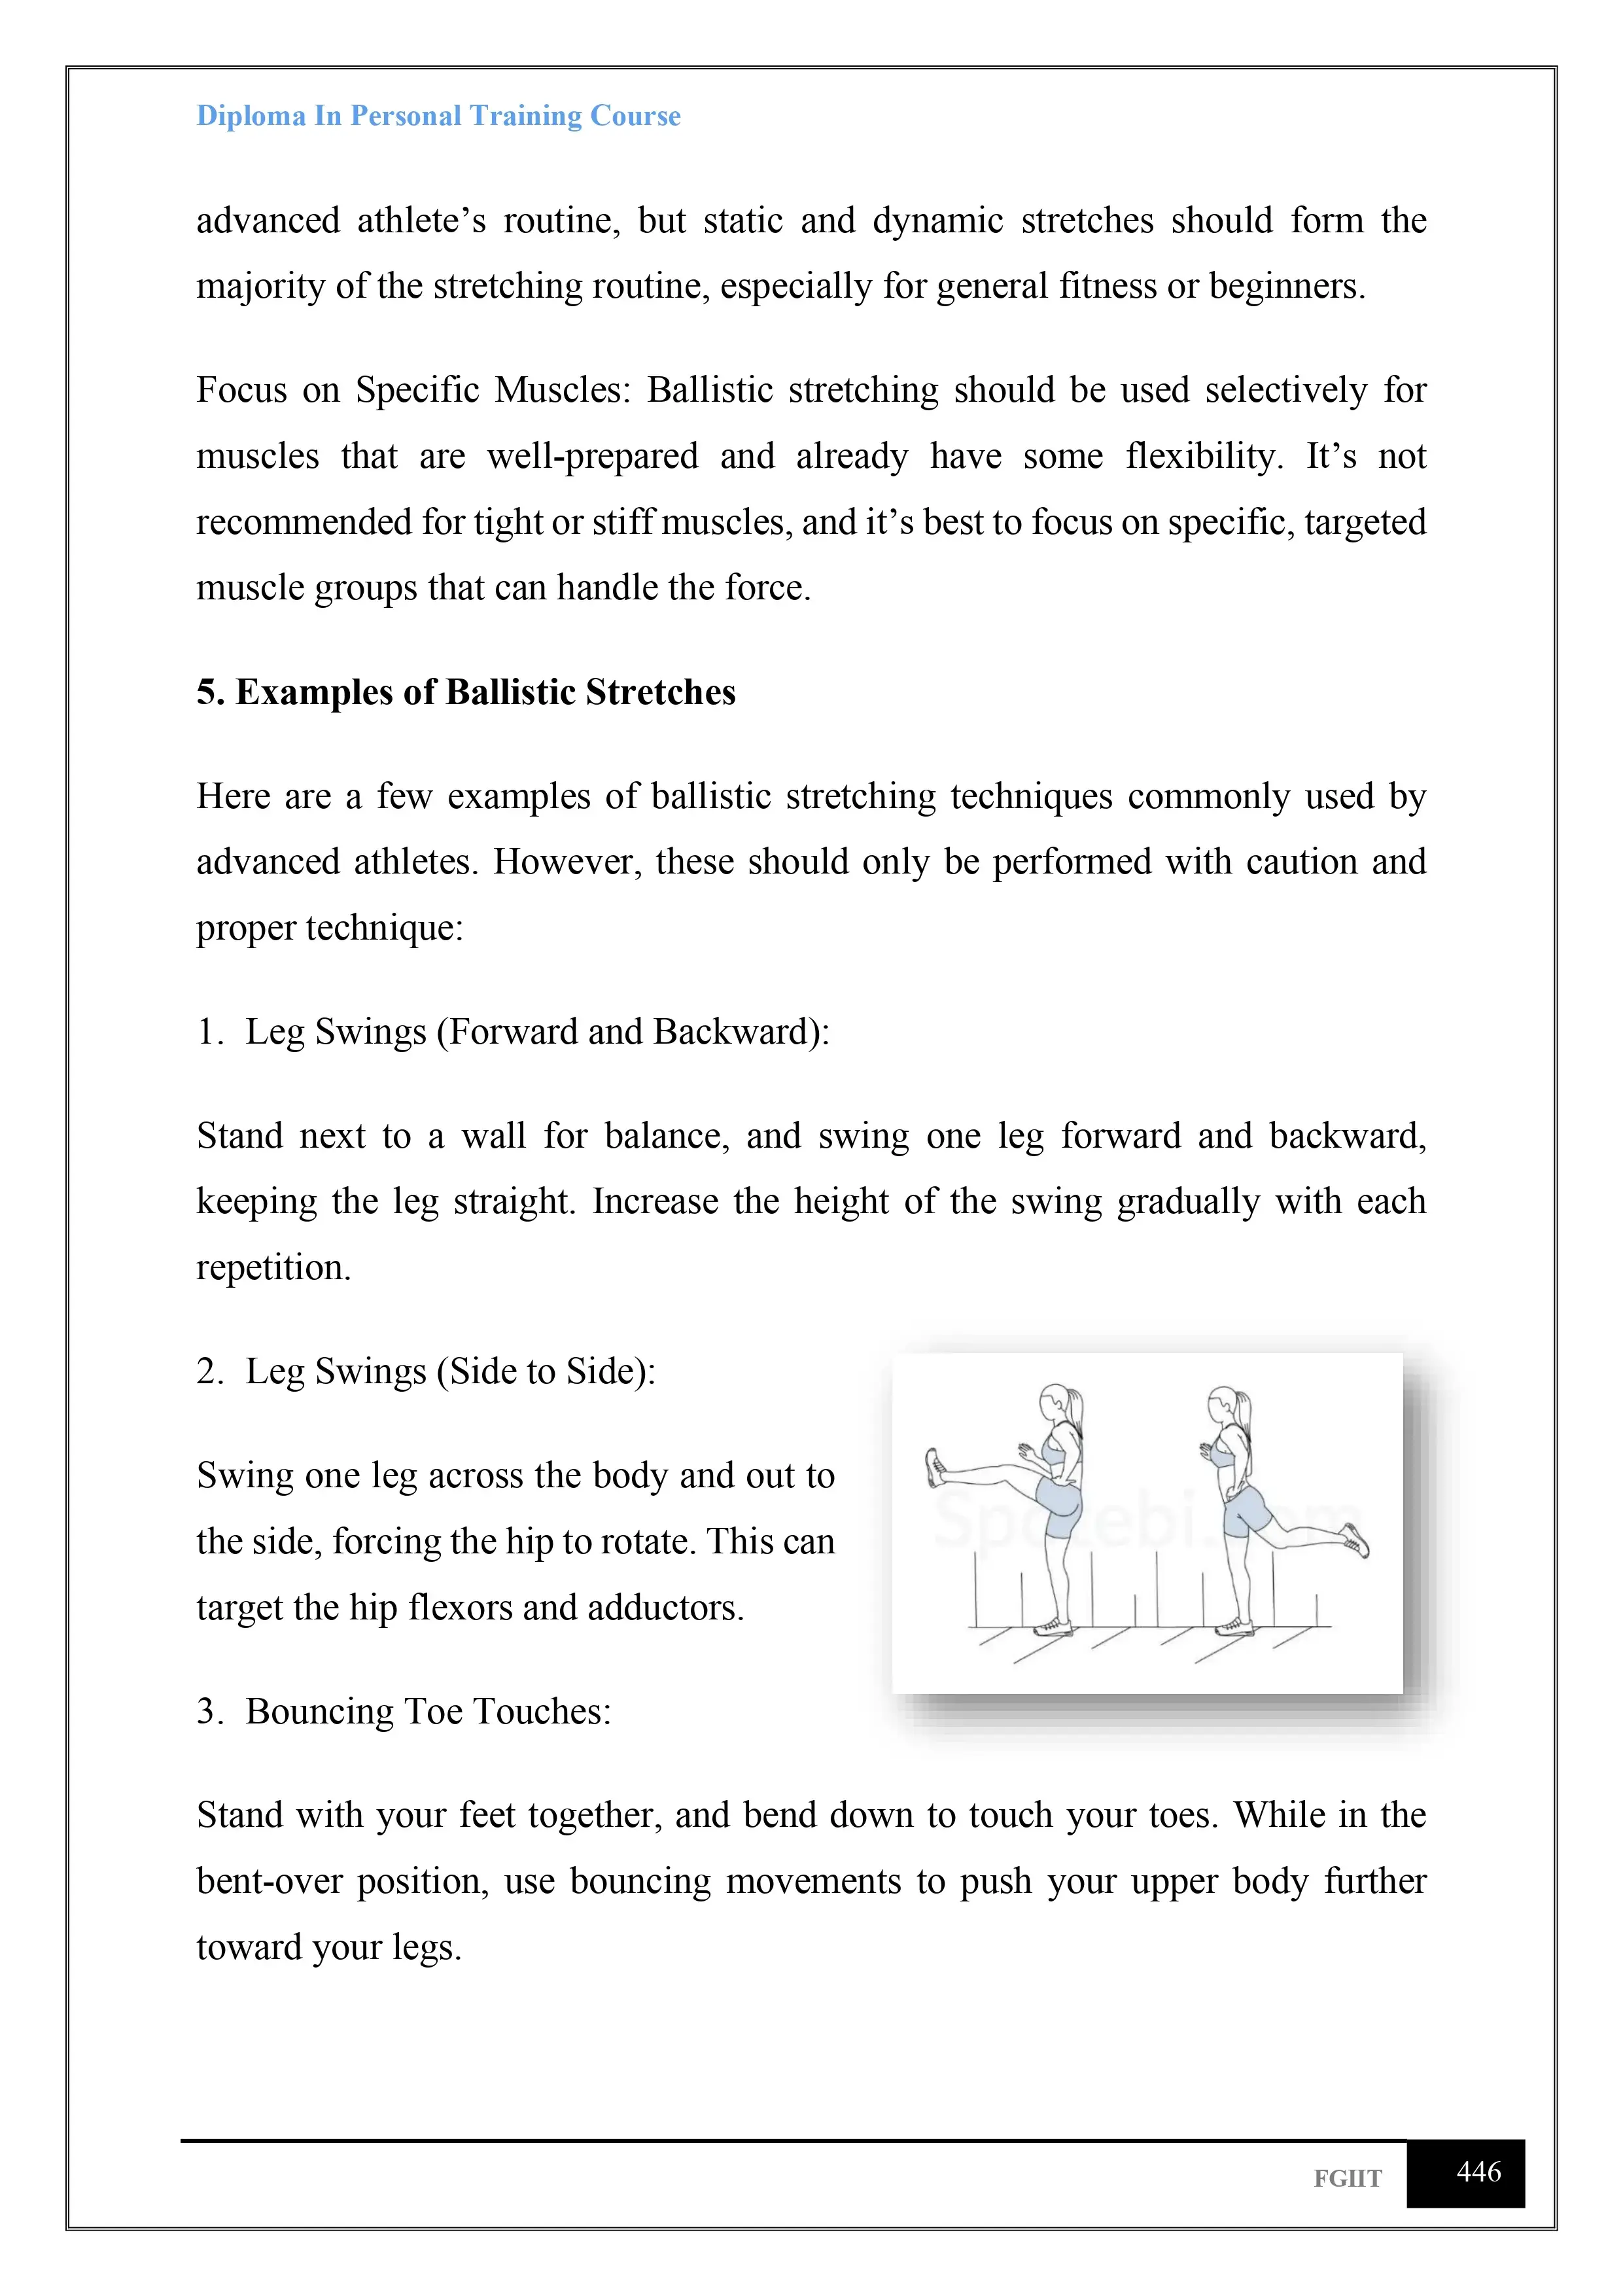 Diploma In Personal Training Course
advanced athlete’s routine, but static and dynamic stretches should form the
majority of the stretching routine, especially for general fitness or beginners.
Focus on Specific Muscles: Ballistic stretching should be used selectively for
muscles that are well-prepared and already have some flexibility. It’s not
recommended for tight or stiff muscles, and it’s best to focus on specific, targeted
muscle groups that can handle the force.
5. Examples of Ballistic Stretches
Here are a few examples of ballistic stretching techniques commonly used by
advanced athletes. However, these should only be performed with caution and
proper technique:
1. Leg Swings (Forward and Backward):
Stand next to a wall for balance, and swing one leg forward and backward,
keeping the leg straight. Increase the height of the swing gradually with each
repetition.
2. Leg Swings (Side to Side):
Swing one leg across the body and out to
the side, forcing the hip to rotate. This can
target the hip flexors and adductors.
3. Bouncing Toe Touches:
Stand with your feet together, and bend down to touch your toes. While in the
bent-over position, use bouncing movements to push your upper body further
toward your legs.
FGIIT 446